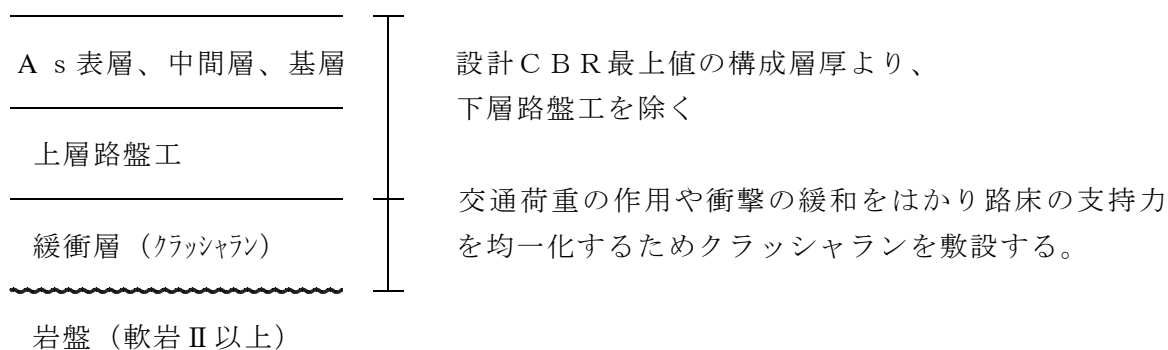 Ａｓ表層、中間層、基層
設計ＣＢＲ最上値の構成層厚より、
下層路盤工を除く
上層路盤工
交通荷重の作用や衝撃の緩和をはかり路床の支持力
を均一化するためクラッシャランを敷設する。
緩衝層（ｸﾗｯｼｬﾗﾝ）
岩盤（軟岩Ⅱ以上）